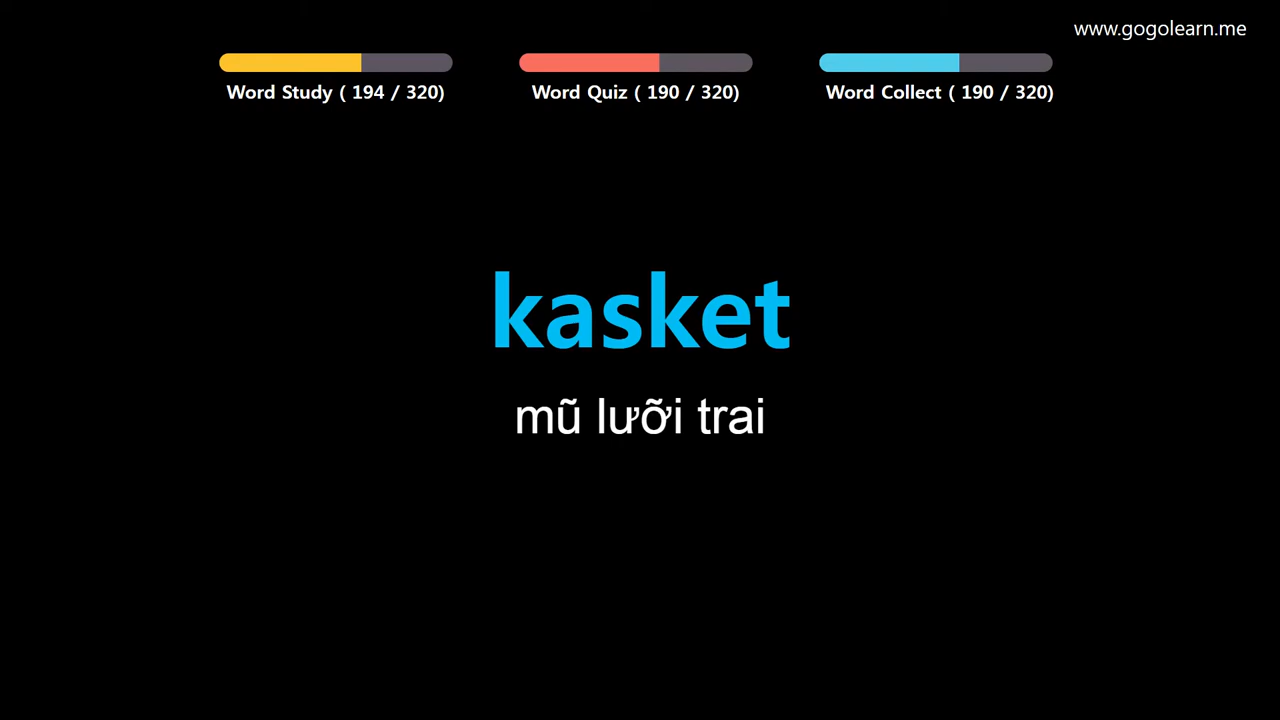 www.gogolearn.me
Word Study ( 194 / 320)
Word Quiz ( 190 / 320)
Word Collect ( 190 / 320)
kasket
mũ lưỡi trai